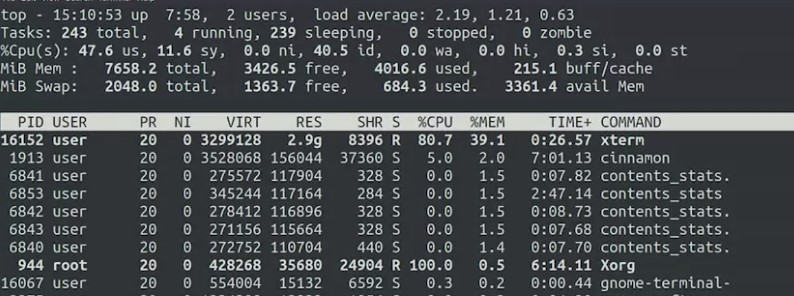 top - 15:10:53 up  7:58,  2 users,  load average: 2.19, 1.21, 0.63
Tasks: 243 total,   4 running, 239 sleeping,   0 stopped,   0 zombie
%Cpu(s): 47.6 us, 11.6 sy,  0.0 ni, 40.5 id,  0.0 wa,  0.0 hi,  0.3 si,  0.0 st
MiB Mem :   7658.2 total,   3426.5 free,   4016.6 used,    215.1 buff/cache
MiB Swap:   2048.0 total,   1363.7 free,    684.3 used.   3361.4 avail Mem
PID USER      PR  NI    VIRT    RES    SHR S  %CPU  %MEM     TIME+ COMMAND
16152 user      20   0 3299128   2.9g   8396 R  80.7  39.1   0:26.57 xterm
1913 user      20   0 3528068 156044  37360 S   5.0   2.0   7:01.13 cinnamon
6841 user      20   0  275572 117904    328 S   0.0   1.5   0:07.82 contents_stats.
6853 user      20   0  345244 117164    284 S   0.0   1.5   2:47.14 contents_stats
6842 user      20   0  278412 116896    328 S   0.0   1.5   0:08.73 contents_stats.
6843 user      20   0  271156 115664    328 S   0.0   1.5   0:07.68 contents_stats.
6840 user      20   0  272752 110704    440 S   0.0   1.4   0:07.70 contents_stats.
944 root      20   0  428268  35680  24904 R 100.0   0.5   6:14.11 Xorg
16067 user      20   0  554004  15132   6592 S   0.3   0.2   0:00.44 gnome-terminal-